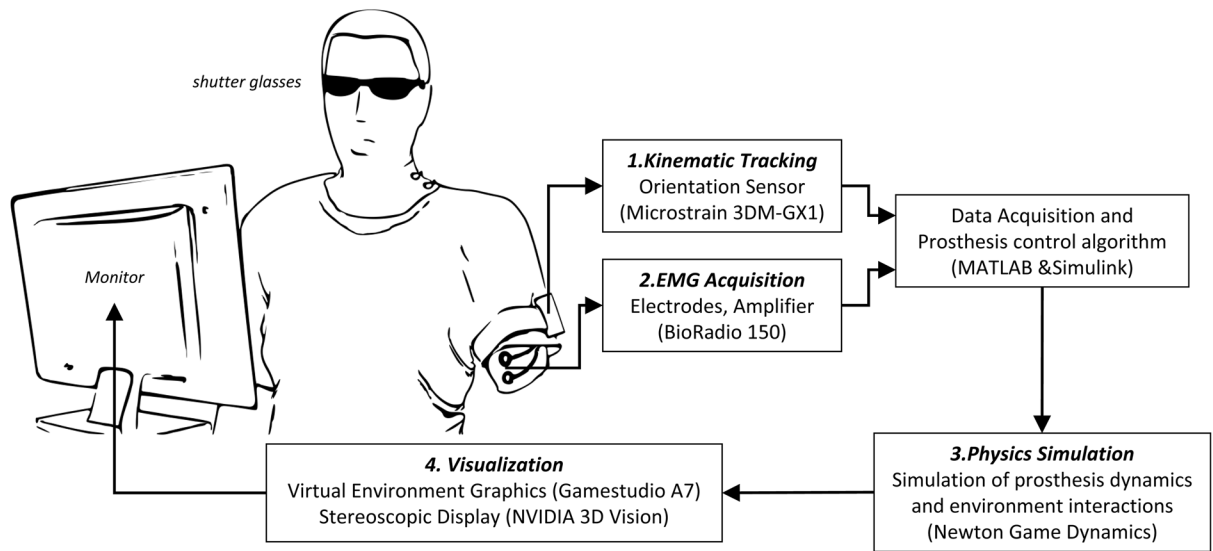 shutter glasses
Monitor
1.Kinematic Tracking
Orientation Sensor
(Microstrain 3DM-GX1)
2.EMG Acquisition
Electrodes, Amplifier
(BioRadio 150)
Data Acquisition and
Prosthesis control algorithm
(MATLAB &Simulink)
3.Physics Simulation
Simulation of prosthesis dynamics
and environment interactions
(Newton Game Dynamics)
4. Visualization
Virtual Environment Graphics (Gamestudio A7)
Stereoscopic Display (NVIDIA 3D Vision)